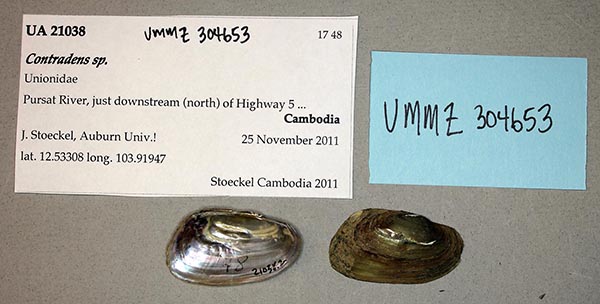 UA 21038 UMMZ 304653 17 48
Contradens sp.
Unionidae
Pursat River, just downstream (north) of Highway 5 ...
Cambodia
J. Stoeckel, Auburn Univ.! 25 November 2011
lat. 12.53308 long. 103.91947
Stoeckel Cambodia 2011
UMMZ 304653